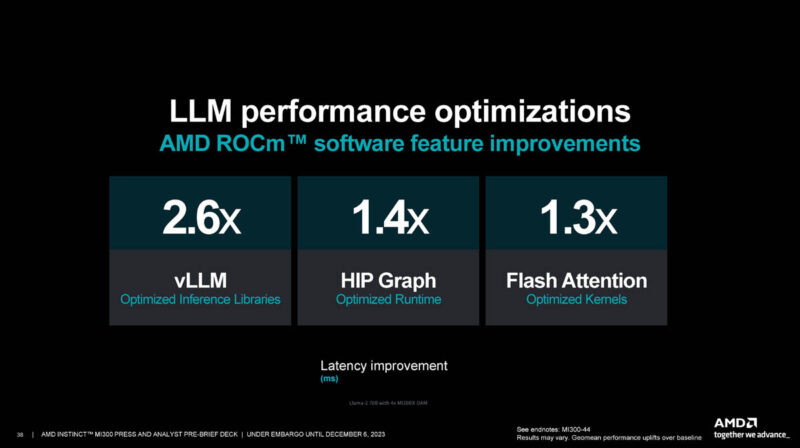 LLM performance optimizations
AMD ROCm™ software feature improvements
2.6X
1.4X
1.3X
vLLM
Optimized Inference Libraries
HIP Graph
Optimized Runtime
Flash Attention
Optimized Kernels
Latency improvement
(ms)
Llama-2 70B with 4x MI300X OAM
38 | AMD INSTINCT™ MI300 PRESS AND ANALYST PRE-BRIEF DECK | UNDER EMBARGO UNTIL DECEMBER 6, 2023
See endnotes: MI300-44
Results may vary. Geomean performance uplifts over baseline
AMD
together we advance_